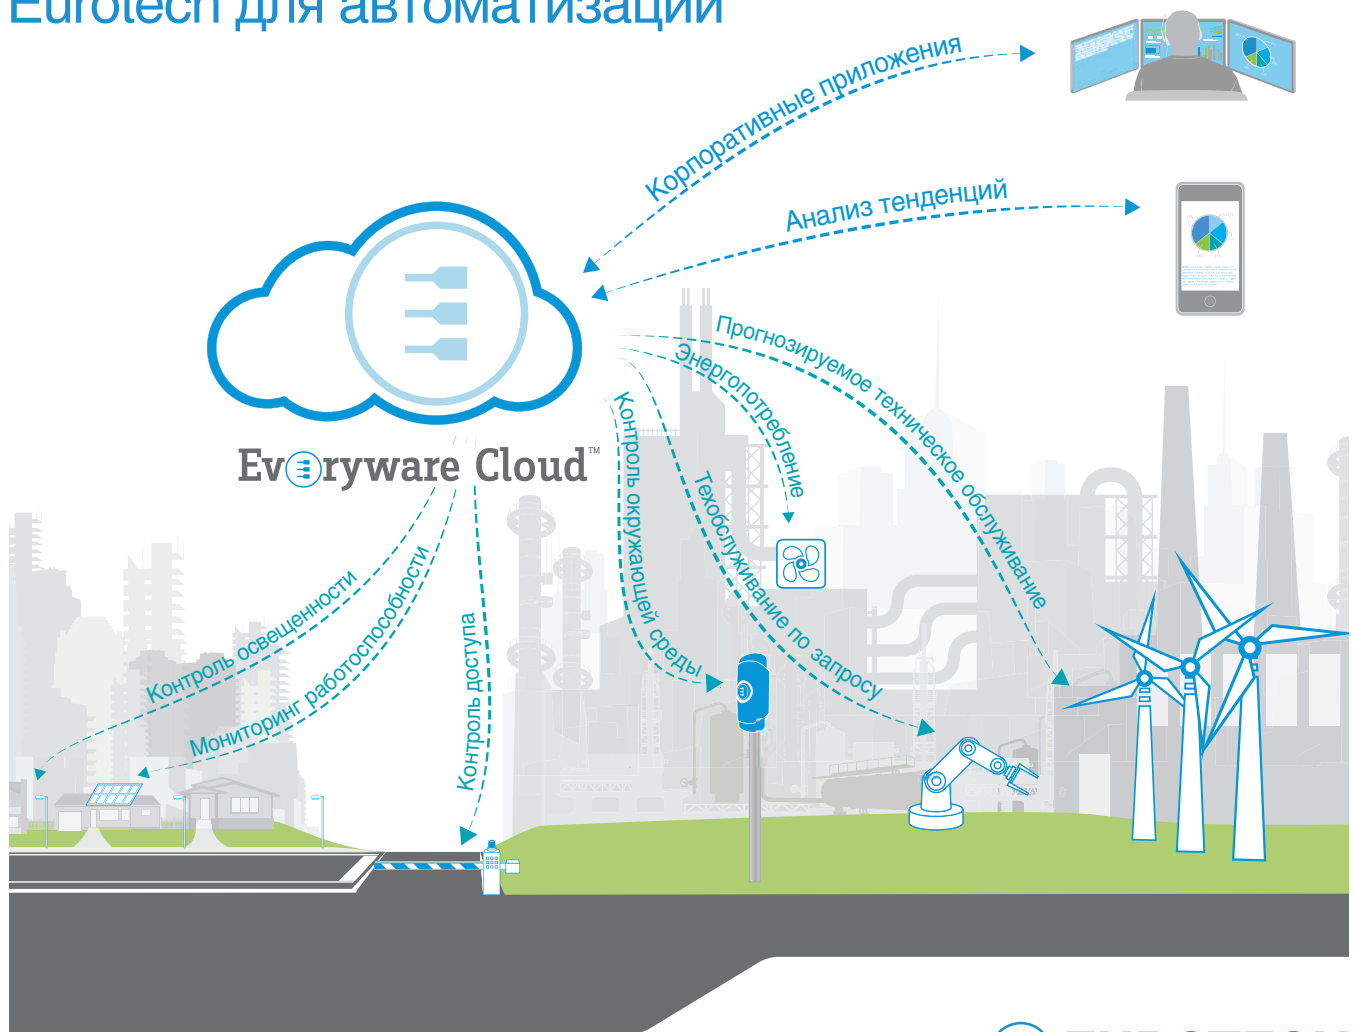 Eurotech для автоматизации
Корпоративные приложения
Анализ тенденций
Прогнозируемое техническое обслуживание
Энергопотребление
Контроль окружающей среды
Техобслуживание по запросу
Everyware Cloud™
Контроль освещенности
Мониторинг работоспособности
Контроль доступа